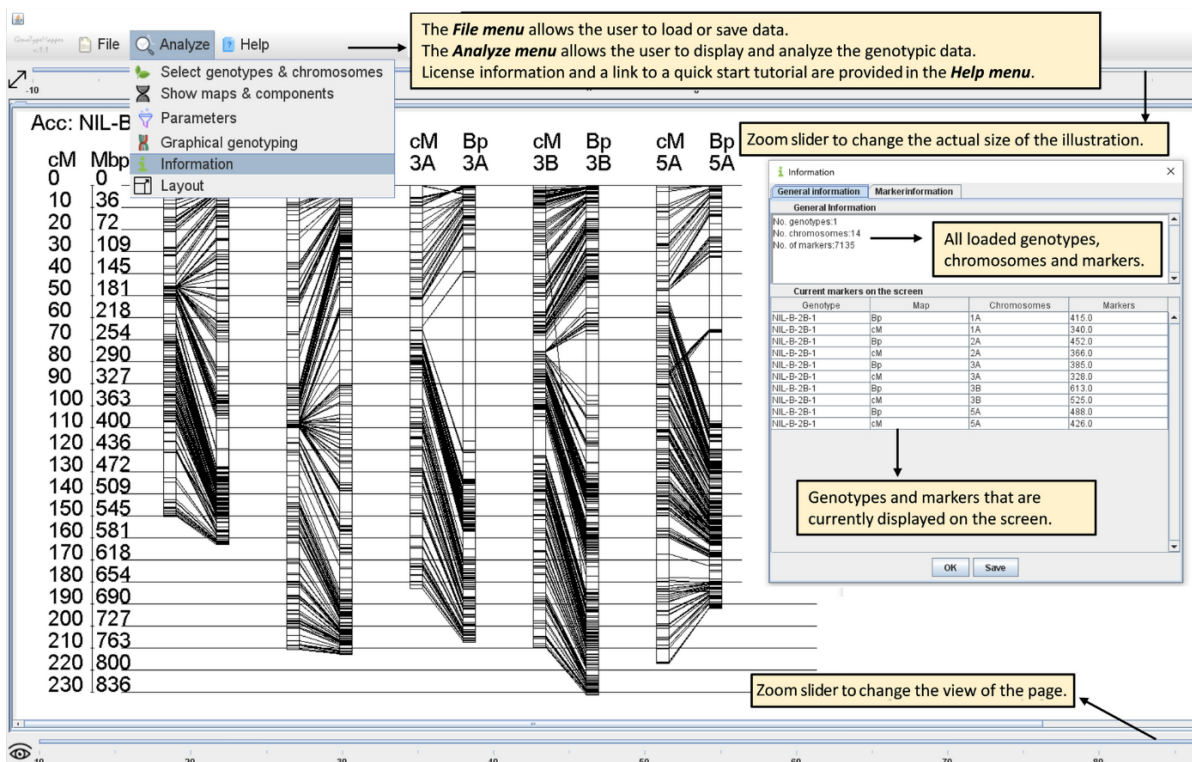 GenoTypeMapper
v.1.1
File
Analyze
Help
The File menu allows the user to load or save data.
The Analyze menu allows the user to display and analyze the genotypic data.
License information and a link to a quick start tutorial are provided in the Help menu.
-10
Select genotypes & chromosomes
Show maps & components
Parameters
Graphical genotyping
Information
Layout
Zoom slider to change the actual size of the illustration.
Acc: NIL-B
cM Bp cM Bp cM Bp
cM Mbp 3A 3A 3B 3B 5A 5A
0 0
10 36
20 72
30 109
40 145
50 181
60 218
70 254
80 290
90 327
100 363
110 400
120 436
130 472
140 509
150 545
160 581
170 618
180 654
190 690
200 727
210 763
220 800
230 836
Information
General information Markerinformation
General Information
No. genotypes:1
No. chromosomes:14
No. of markers:7135
All loaded genotypes,
chromosomes and markers.
Current markers on the screen
Genotype Map Chromosomes Markers
NIL-B-2B-1 Bp 1A 415.0
NIL-B-2B-1 cM 1A 340.0
NIL-B-2B-1 Bp 2A 452.0
NIL-B-2B-1 cM 2A 366.0
NIL-B-2B-1 Bp 3A 385.0
NIL-B-2B-1 cM 3A 328.0
NIL-B-2B-1 Bp 3B 613.0
NIL-B-2B-1 cM 3B 525.0
NIL-B-2B-1 Bp 5A 488.0
NIL-B-2B-1 cM 5A 426.0
Genotypes and markers that are
currently displayed on the screen.
OK Save
Zoom slider to change the view of the page.
10 20 30 40 50 60 70 80